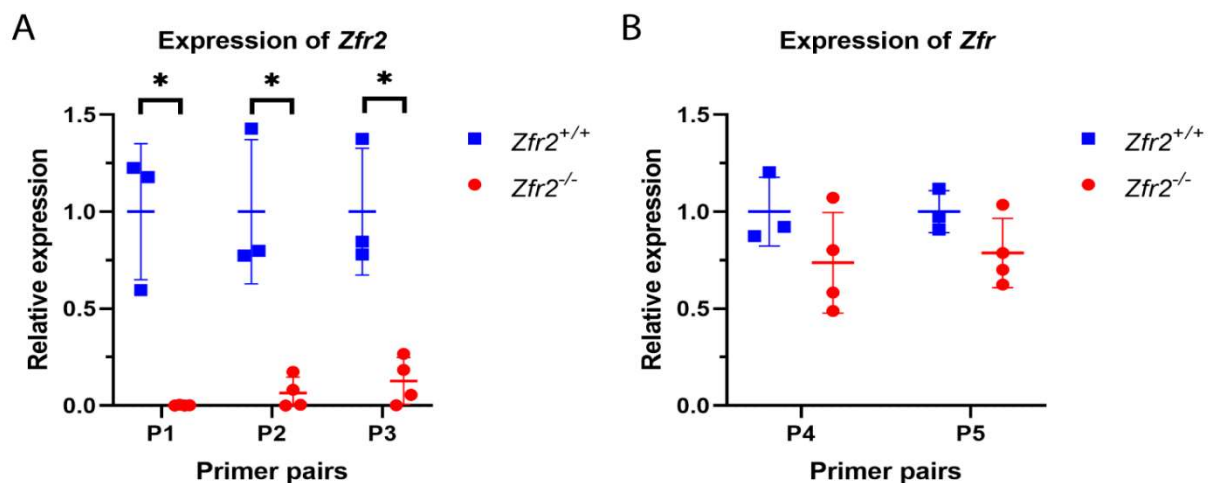 A
Expression of Zfr2
* * *
Relative expression
1.5
1.0
0.5
0.0
P1 P2 P3
Primer pairs
Zfr2+/+
Zfr2-/-
B
Expression of Zfr
Relative expression
1.5
1.0
0.5
0.0
P4 P5
Primer pairs
Zfr2+/+
Zfr2-/-